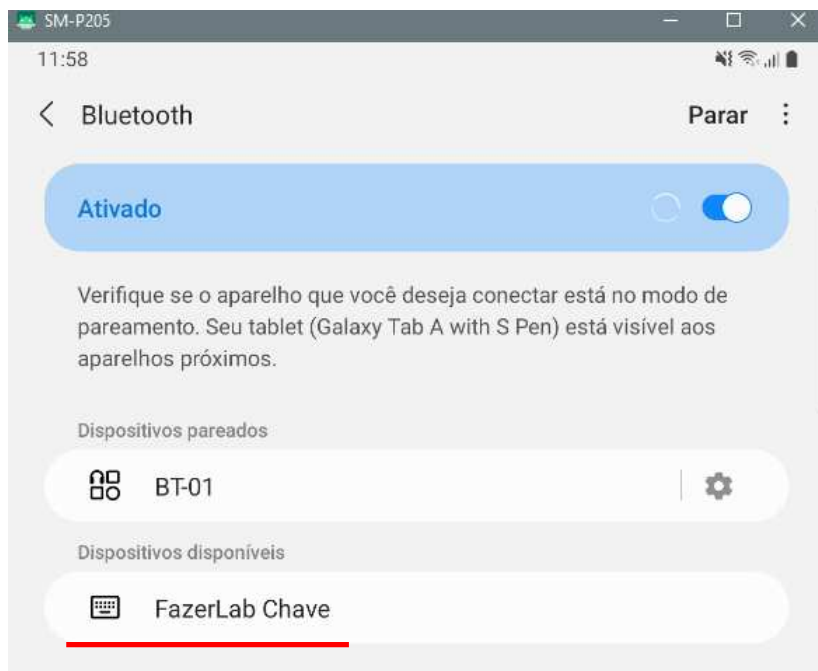 SM-P205
11:58
Bluetooth
Parar
Ativado
Verifique se o aparelho que você deseja conectar está no modo de
pareamento. Seu tablet (Galaxy Tab A with S Pen) está visível aos
aparelhos próximos.
Dispositivos pareados
BT-01
Dispositivos disponíveis
FazerLab Chave